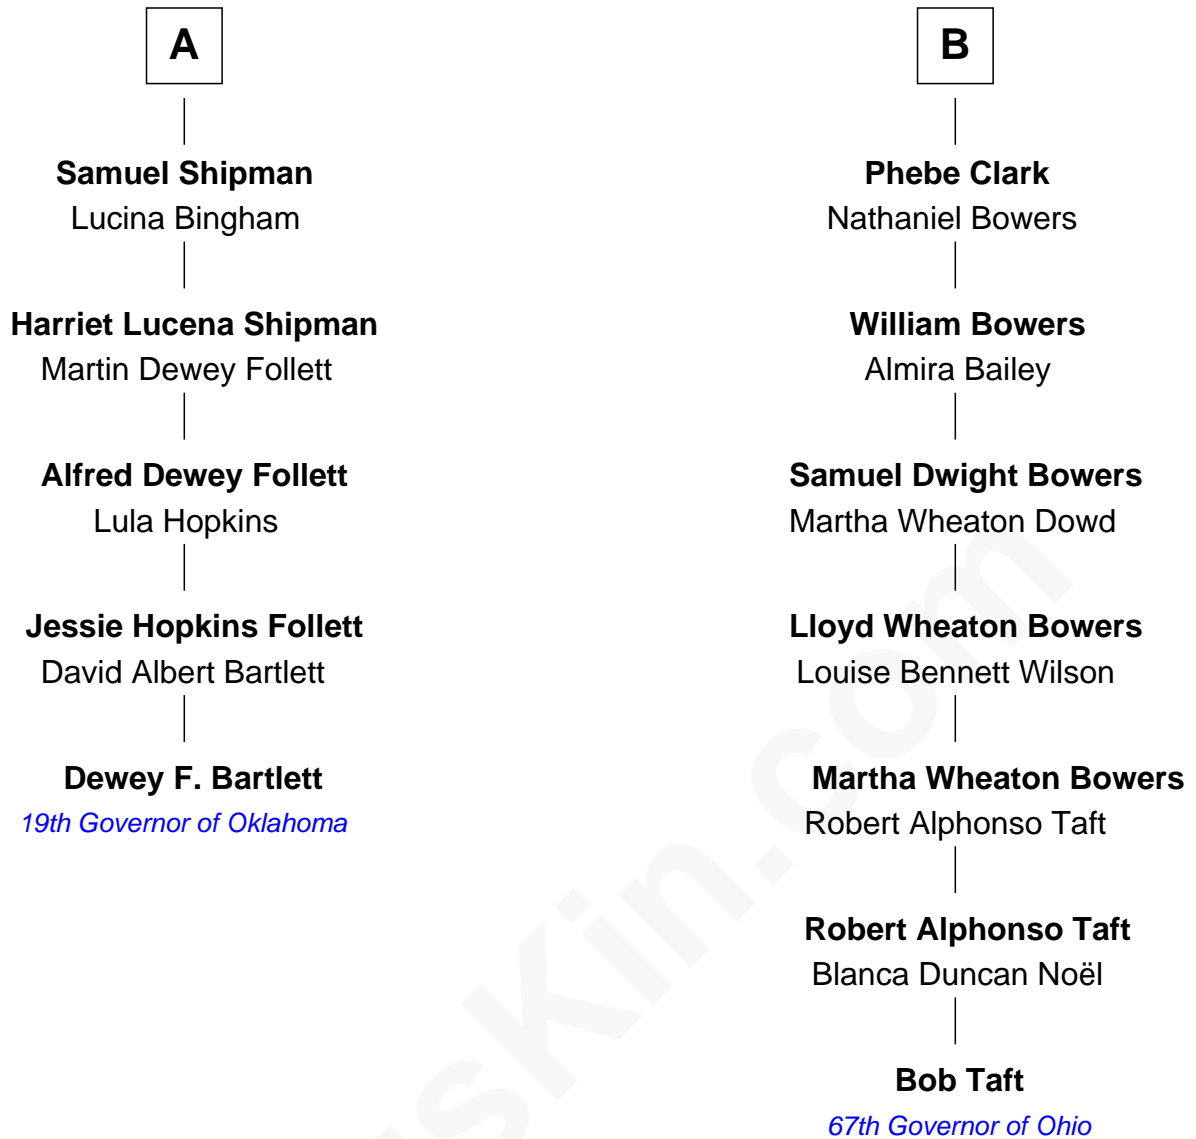 A
Samuel Shipman
Lucina Bingham
Harriet Lucena Shipman
Martin Dewey Follett
Alfred Dewey Follett
Lula Hopkins
Jessie Hopkins Follett
David Albert Bartlett
Dewey F. Bartlett
19th Governor of Oklahoma
B
Phebe Clark
Nathaniel Bowers
William Bowers
Almira Bailey
Samuel Dwight Bowers
Martha Wheaton Dowd
Lloyd Wheaton Bowers
Louise Bennett Wilson
Martha Wheaton Bowers
Robert Alphonso Taft
Robert Alphonso Taft
Blanca Duncan Noël
Bob Taft
67th Governor of Ohio